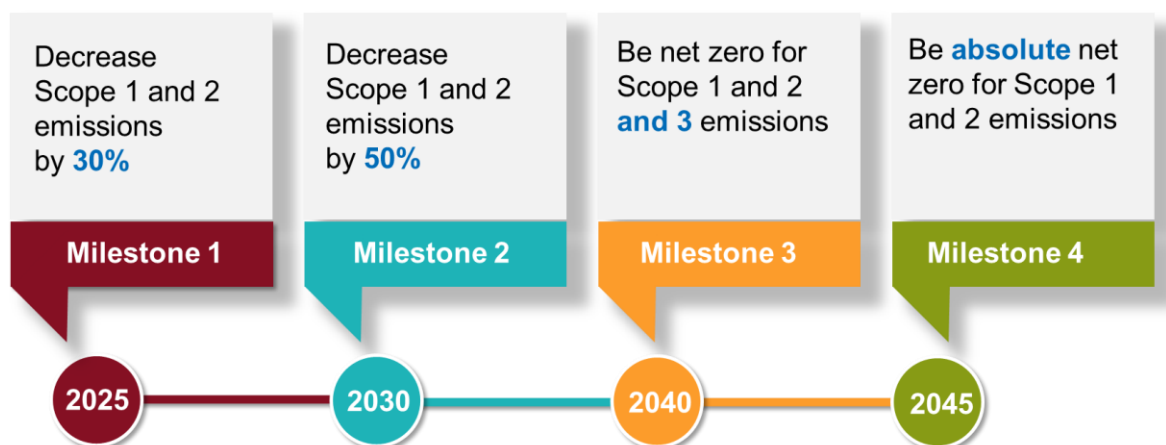 Decrease
Scope 1 and 2
emissions
by 30%
Milestone 1
2025
Decrease
Scope 1 and 2
emissions
by 50%
Milestone 2
2030
Be net zero for
Scope 1 and 2
and 3 emissions
Milestone 3
2040
Be absolute net
zero for Scope 1
and 2 emissions
Milestone 4
2045